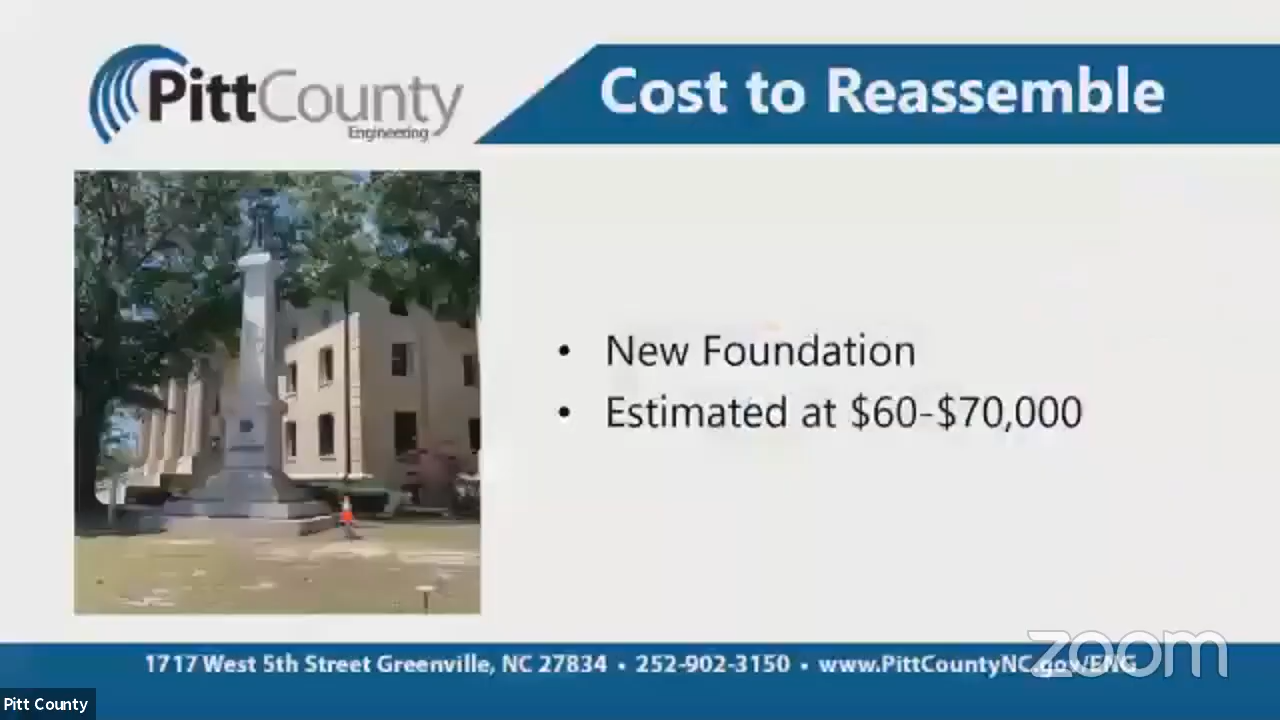 PittCounty
Engineering
Cost to Reassemble
• New Foundation
• Estimated at $60-$70,000
1717 West 5th Street Greenville, NC 27834 • 252-902-3150 • www.PittCountyNC.gov/ENG
zoom
Pitt County